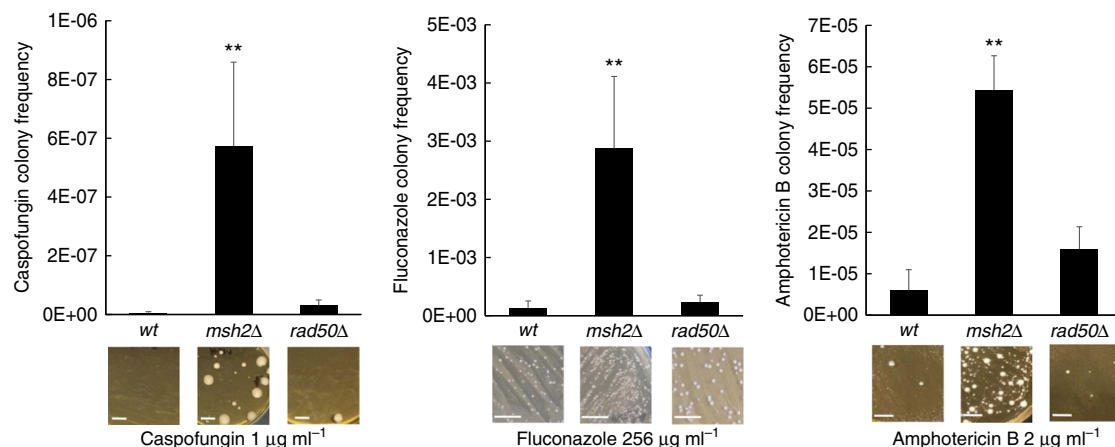 Caspofungin colony frequency
1E-06
8E-07
6E-07
4E-07
2E-07
0E+00
**
wt
msh2Δ
rad50Δ
Caspofungin 1 μg ml⁻¹
Fluconazole colony frequency
5E-03
4E-03
3E-03
2E-03
1E-03
0E+00
**
wt
msh2Δ
rad50Δ
Fluconazole 256 μg ml⁻¹
Amphotericin B colony frequency
7E-05
6E-05
5E-05
4E-05
3E-05
2E-05
1E-05
0E+00
**
wt
msh2Δ
rad50Δ
Amphotericin B 2 μg ml⁻¹